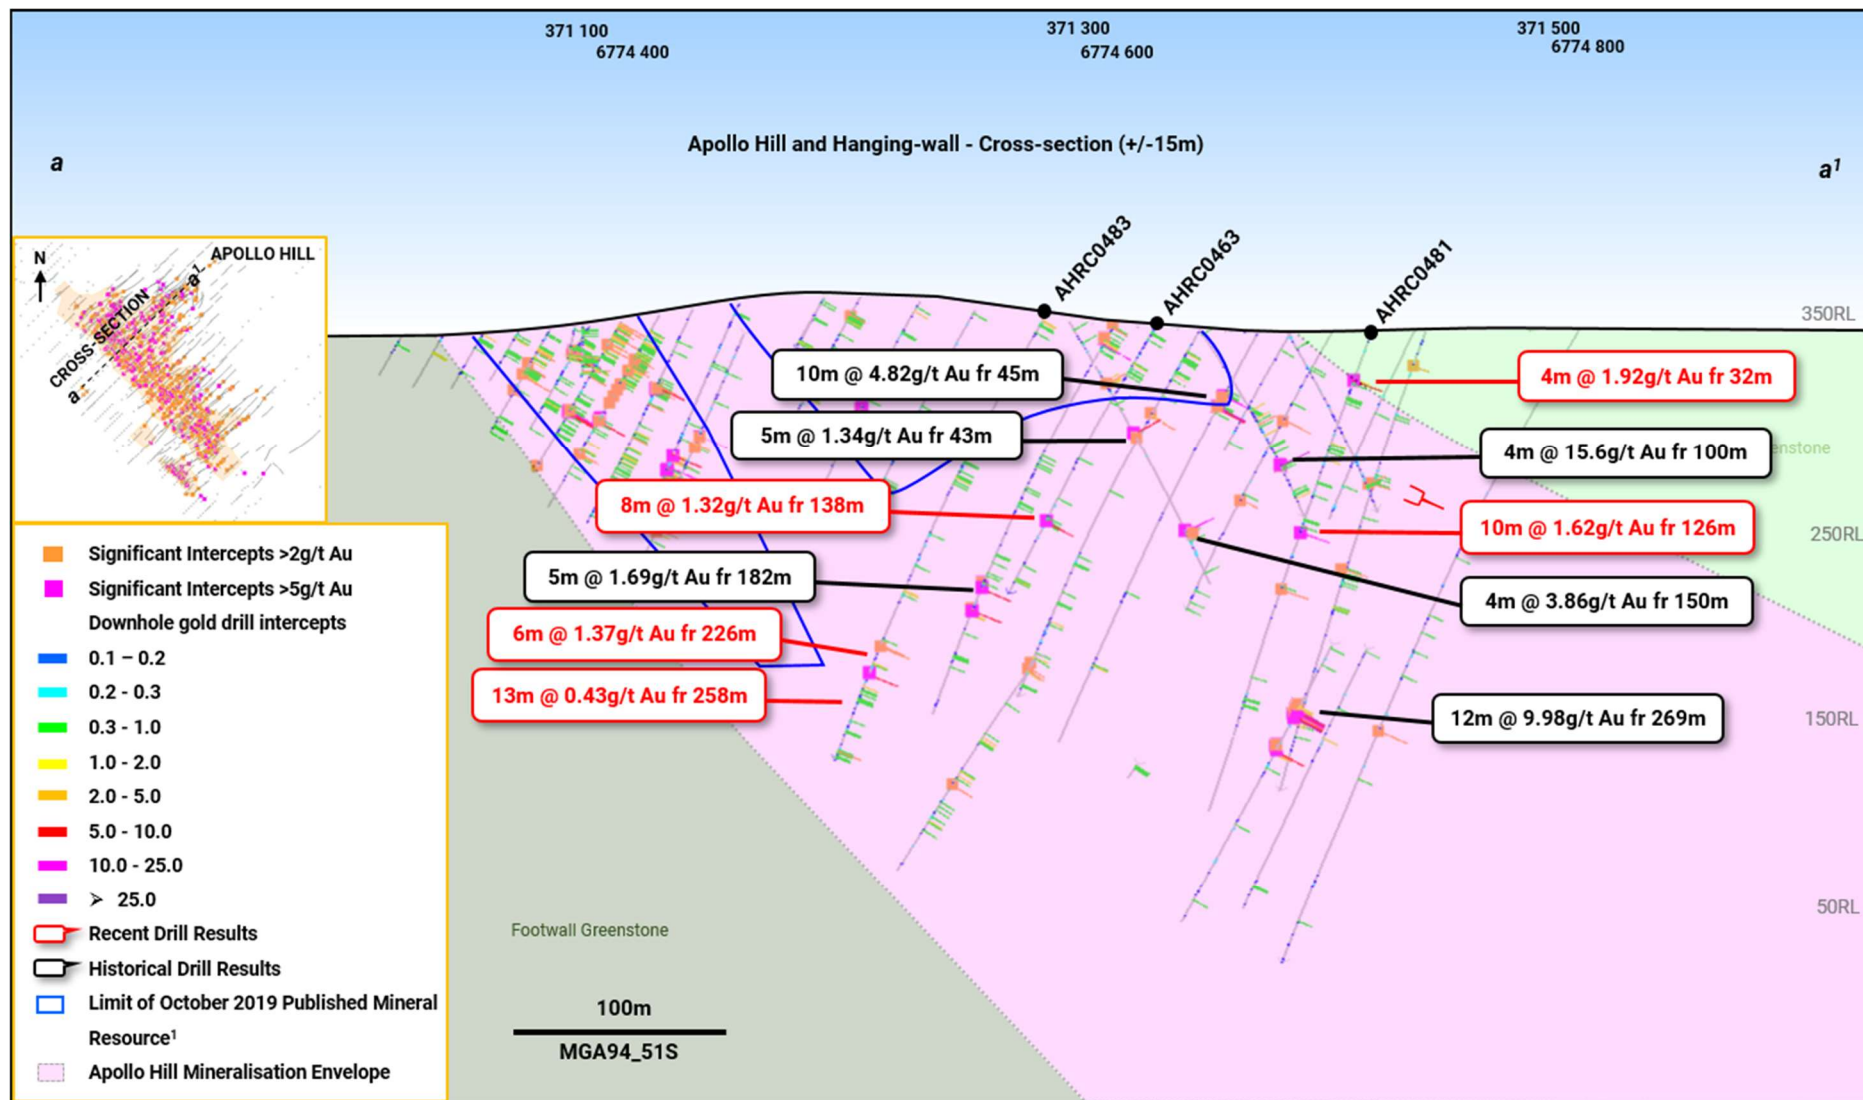 371 100
6774 400
371 300
6774 600
371 500
6774 800
Apollo Hill and Hanging-wall - Cross-section (+/-15m)
a
a¹
AHRC0483
AHRC0463
AHRC0481
N
APOLLO HILL
a¹
CROSS-SECTION
a
350RL
250RL
150RL
50RL
10m @ 4.82g/t Au fr 45m
5m @ 1.34g/t Au fr 43m
8m @ 1.32g/t Au fr 138m
5m @ 1.69g/t Au fr 182m
6m @ 1.37g/t Au fr 226m
13m @ 0.43g/t Au fr 258m
4m @ 1.92g/t Au fr 32m
4m @ 15.6g/t Au fr 100m
enstone
10m @ 1.62g/t Au fr 126m
4m @ 3.86g/t Au fr 150m
12m @ 9.98g/t Au fr 269m
Significant Intercepts >2g/t Au
Significant Intercepts >5g/t Au
Downhole gold drill intercepts
0.1 – 0.2
0.2 - 0.3
0.3 - 1.0
1.0 - 2.0
2.0 - 5.0
5.0 - 10.0
10.0 - 25.0
➢ 25.0
Recent Drill Results
Historical Drill Results
Limit of October 2019 Published Mineral
Resource¹
Apollo Hill Mineralisation Envelope
Footwall Greenstone
100m
MGA94_51S